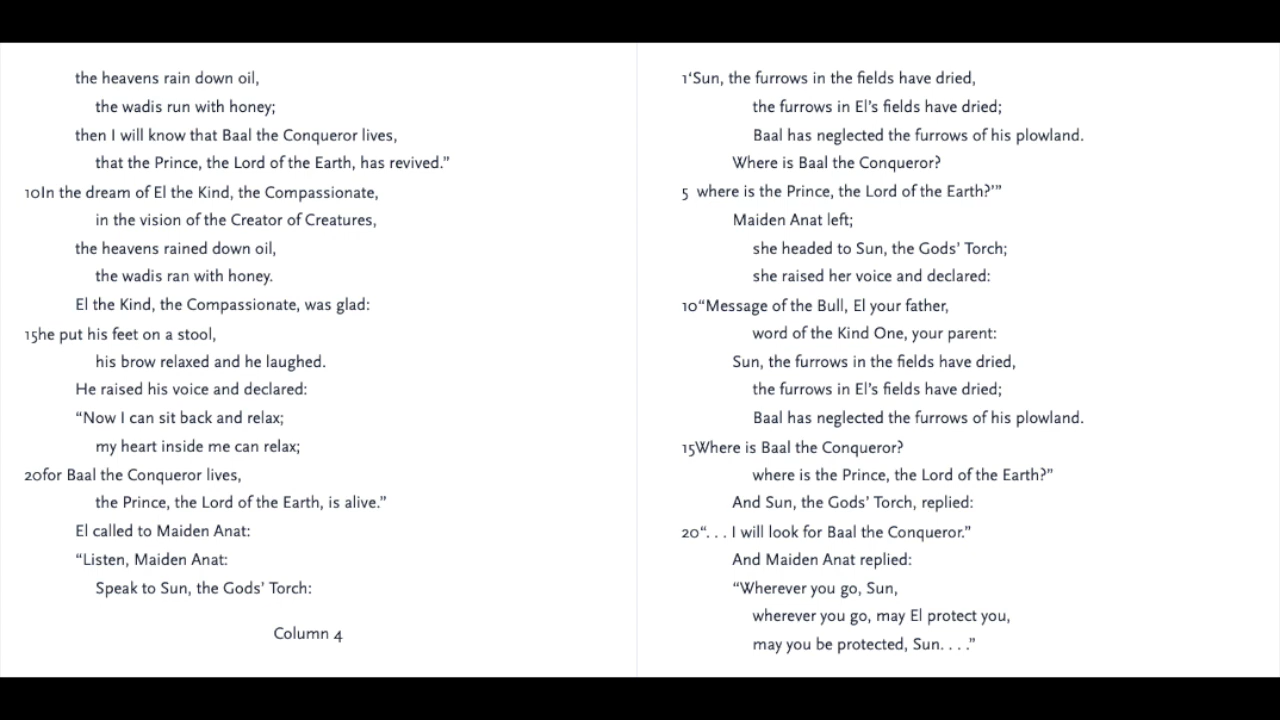 the heavens rain down oil,
the wadis run with honey;
then I will know that Baal the Conqueror lives,
that the Prince, the Lord of the Earth, has revived.”
10In the dream of El the Kind, the Compassionate,
in the vision of the Creator of Creatures,
the heavens rained down oil,
the wadis ran with honey.
El the Kind, the Compassionate, was glad:
15he put his feet on a stool,
his brow relaxed and he laughed.
He raised his voice and declared:
“Now I can sit back and relax;
my heart inside me can relax;
20for Baal the Conqueror lives,
the Prince, the Lord of the Earth, is alive.”
El called to Maiden Anat:
“Listen, Maiden Anat:
Speak to Sun, the Gods’ Torch:
Column 4
1‘Sun, the furrows in the fields have dried,
the furrows in El’s fields have dried;
Baal has neglected the furrows of his plowland.
Where is Baal the Conqueror?
5 where is the Prince, the Lord of the Earth?’”
Maiden Anat left;
she headed to Sun, the Gods’ Torch;
she raised her voice and declared:
10“Message of the Bull, El your father,
word of the Kind One, your parent:
Sun, the furrows in the fields have dried,
the furrows in El’s fields have dried;
Baal has neglected the furrows of his plowland.
15Where is Baal the Conqueror?
where is the Prince, the Lord of the Earth?”
And Sun, the Gods’ Torch, replied:
20“. . . I will look for Baal the Conqueror.”
And Maiden Anat replied:
“Wherever you go, Sun,
wherever you go, may El protect you,
may you be protected, Sun. . . .”